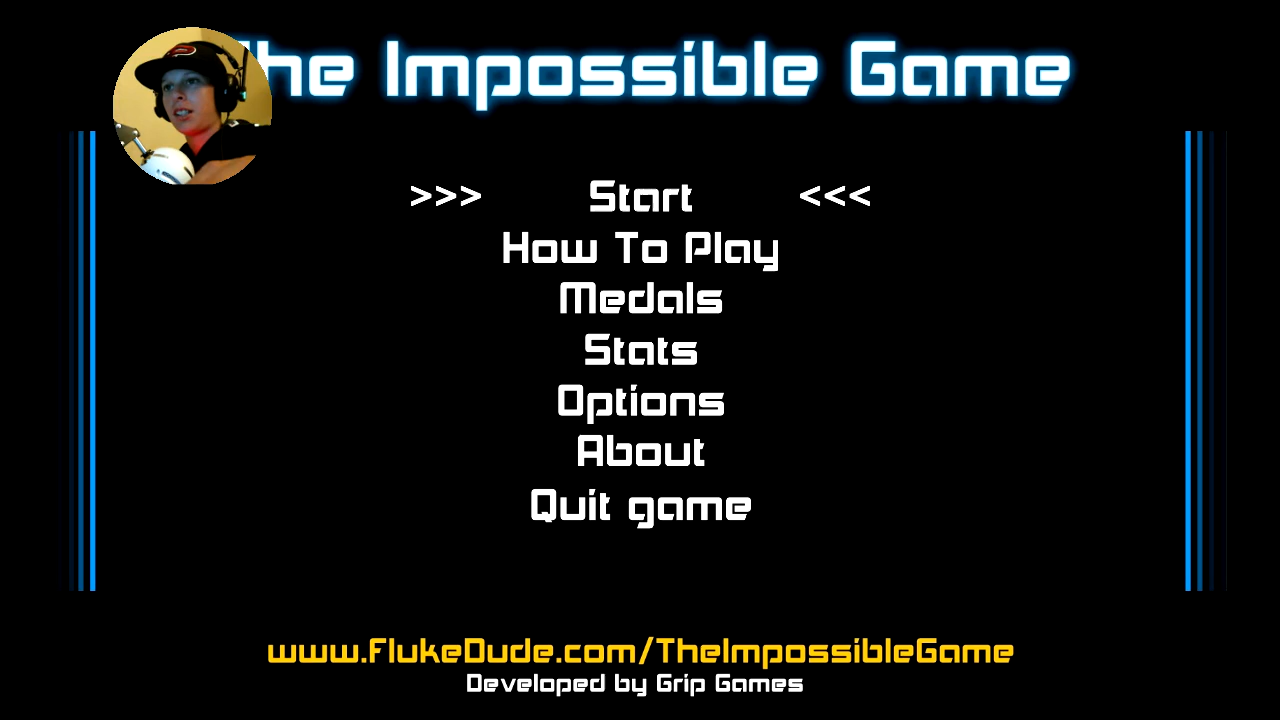 The Impossible Game
>>> Start <<<
How To Play
Medals
Stats
Options
About
Quit game
www.FlukeDude.com/TheImpossibleGame
Developed by Grip Games